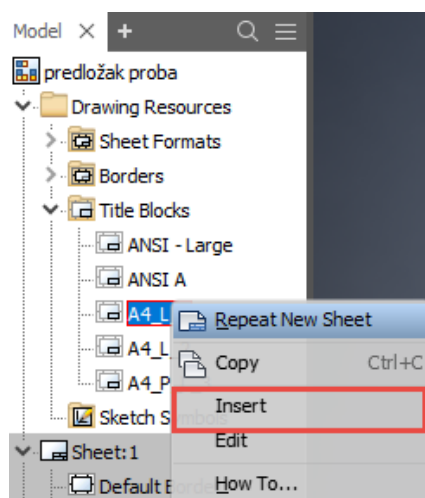 Model × +
predložak proba
Drawing Resources
Sheet Formats
Borders
Title Blocks
ANSI - Large
ANSI A
A4_L
Repeat New Sheet
A4_L
Copy Ctrl+C
A4_P
Insert
Sketch Symbols
Edit
Sheet:1
How To...
Default